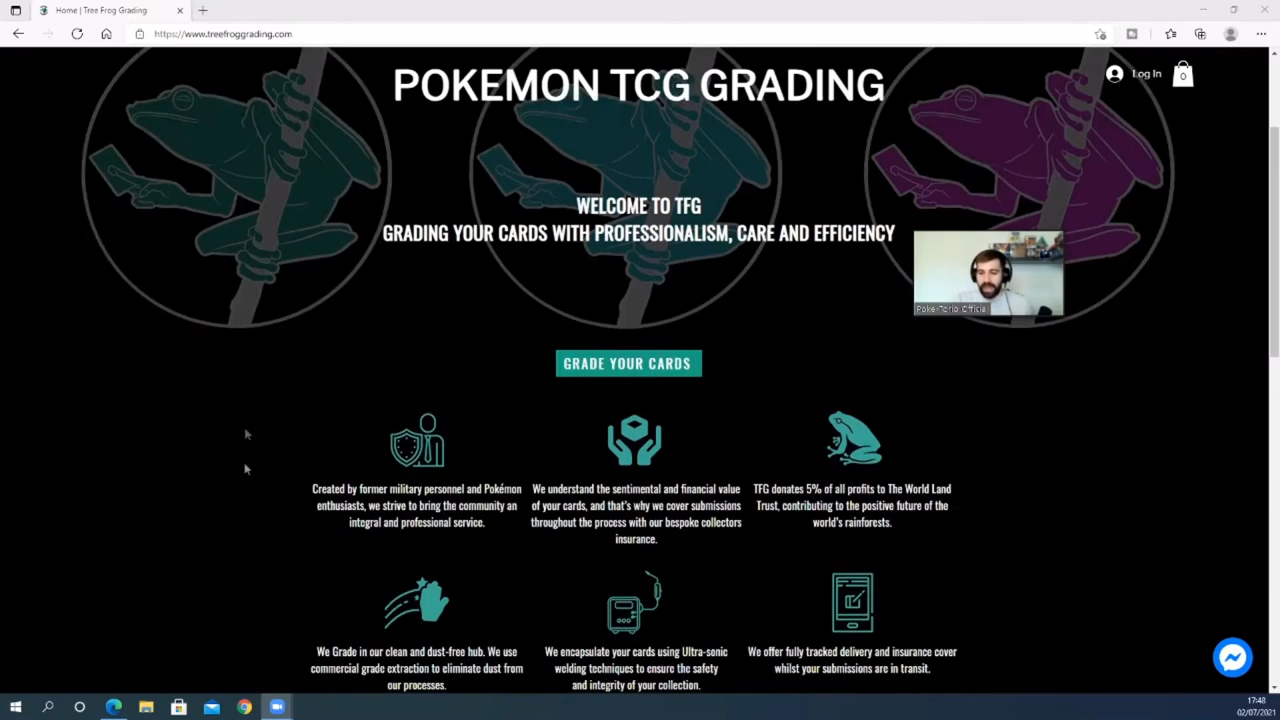 Home | Tree Frog Grading
https://www.treefroggrading.com
POKEMON TCG GRADING
Log In
0
WELCOME TO TFG
GRADING YOUR CARDS WITH PROFESSIONALISM, CARE AND EFFICIENCY
Poke-Torio Official
GRADE YOUR CARDS
Created by former military personnel and Pokémon
enthusiasts, we strive to bring the community an
integral and professional service.
We understand the sentimental and financial value
of your cards, and that's why we cover submissions
throughout the process with our bespoke collectors
insurance.
TFG donates 5% of all profits to The World Land
Trust, contributing to the positive future of the
world's rainforests.
We Grade in our clean and dust-free hub. We use
commercial grade extraction to eliminate dust from
our processes.
We encapsulate your cards using Ultra-sonic
welding techniques to ensure the safety
and integrity of your collection.
We offer fully tracked delivery and insurance cover
whilst your submissions are in transit.
17:48
02/07/2021